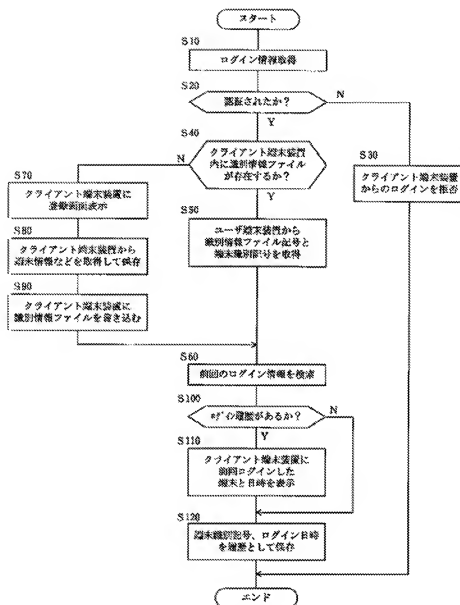 スタート
S10
ログイン情報取得
S20
認証されたか?
N
Y
S40
クライアント端末装置
内に識別情報ファイル
が存在するか?
N
Y
S30
クライアント端末装置
からのログインを拒否
S70
クライアント端末装置に
登録画面表示
S50
ユーザ端末装置から
識別情報ファイル記号と
端末識別記号を取得
S80
クライアント端末装置から
端末情報などを取得して保存
S90
クライアント端末装置に
識別情報ファイルを書き込む
S60
前回のログイン情報を検索
S100
ログイン履歴があるか?
N
Y
S110
クライアント端末装置に
前回ログインした
端末と日時を表示
S120
端末識別記号、ログイン日時
を履歴として保存
エンド